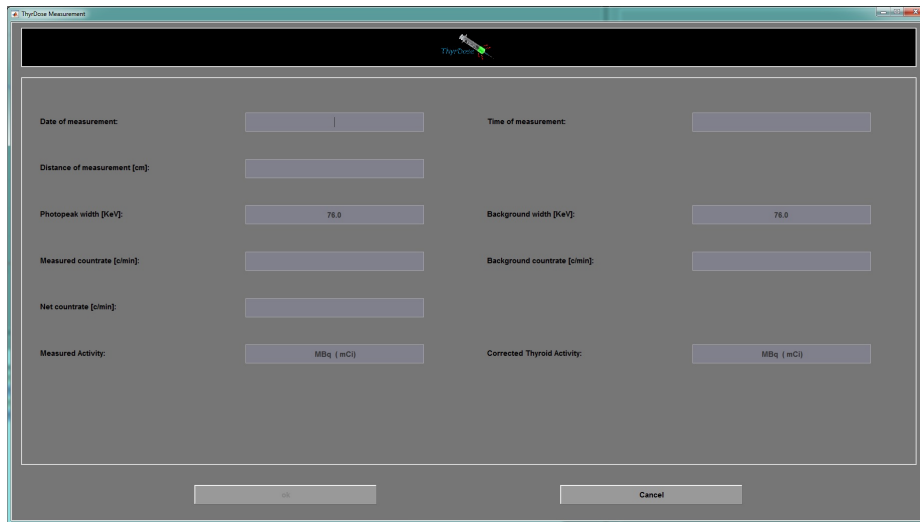 ThyrDose Measurement
ThyrDose
Date of measurement:
Time of measurement:
Distance of measurement [cm]:
Photopeak width [KeV]:
76.0
Background width [KeV]:
76.0
Measured countrate [c/min]:
Background countrate [c/min]:
Net countrate [c/min]:
Measured Activity:
MBq ( mCi)
Corrected Thyroid Activity:
MBq ( mCi)
ok
Cancel